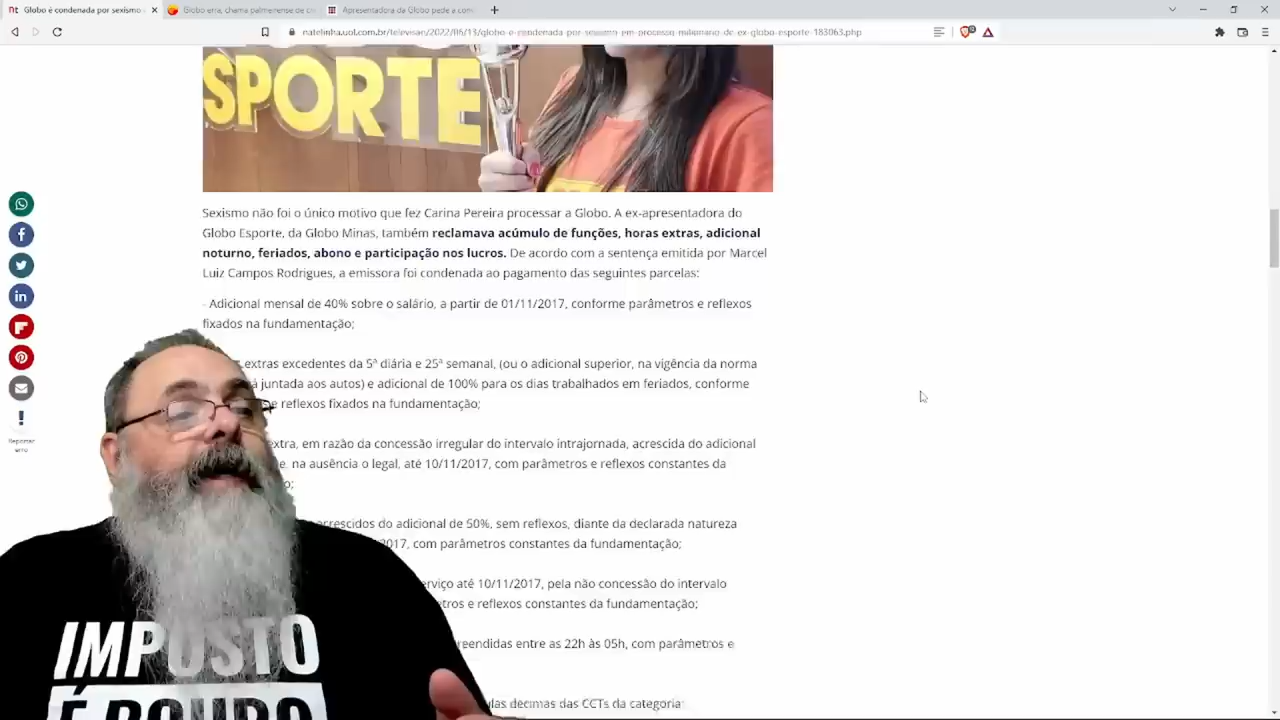 Globo é condenada por sexismo
Globo erra, chama palmeirense de
Apresentadora da Globo pede a
natelinha.uol.com.br/televisao/2022/06/13/globo-e-condenada-por-sexismo-em-processo-milionario-de-ex-globo-esporte-183063.php
SPORTE
Sexismo não foi o único motivo que fez Carina Pereira processar a Globo. A ex-apresentadora do
Globo Esporte, da Globo Minas, também reclamava acúmulo de funções, horas extras, adicional
noturno, feriados, abono e participação nos lucros. De acordo com a sentença emitida por Marcel
Luiz Campos Rodrigues, a emissora foi condenada ao pagamento das seguintes parcelas:
- Adicional mensal de 40% sobre o salário, a partir de 01/11/2017, conforme parâmetros e reflexos
fixados na fundamentação;
extras excedentes da 5ª diária e 25ª semanal, (ou o adicional superior, na vigência da norma
juntada aos autos) e adicional de 100% para os dias trabalhados em feriados, conforme
e reflexos fixados na fundamentação;
extra, em razão da concessão irregular do intervalo intrajornada, acrescida do adicional
na ausência o legal, até 10/11/2017, com parâmetros e reflexos constantes da
acrescidos do adicional de 50%, sem reflexos, diante da declarada natureza
2017, com parâmetros constantes da fundamentação;
erviço até 10/11/2017, pela não concessão do intervalo
etros e reflexos constantes da fundamentação;
reendidas entre as 22h às 05h, com parâmetros e
ulas decimas das CCTs da categoria
Reportar
erro
IMPOSTO
É ROUBO